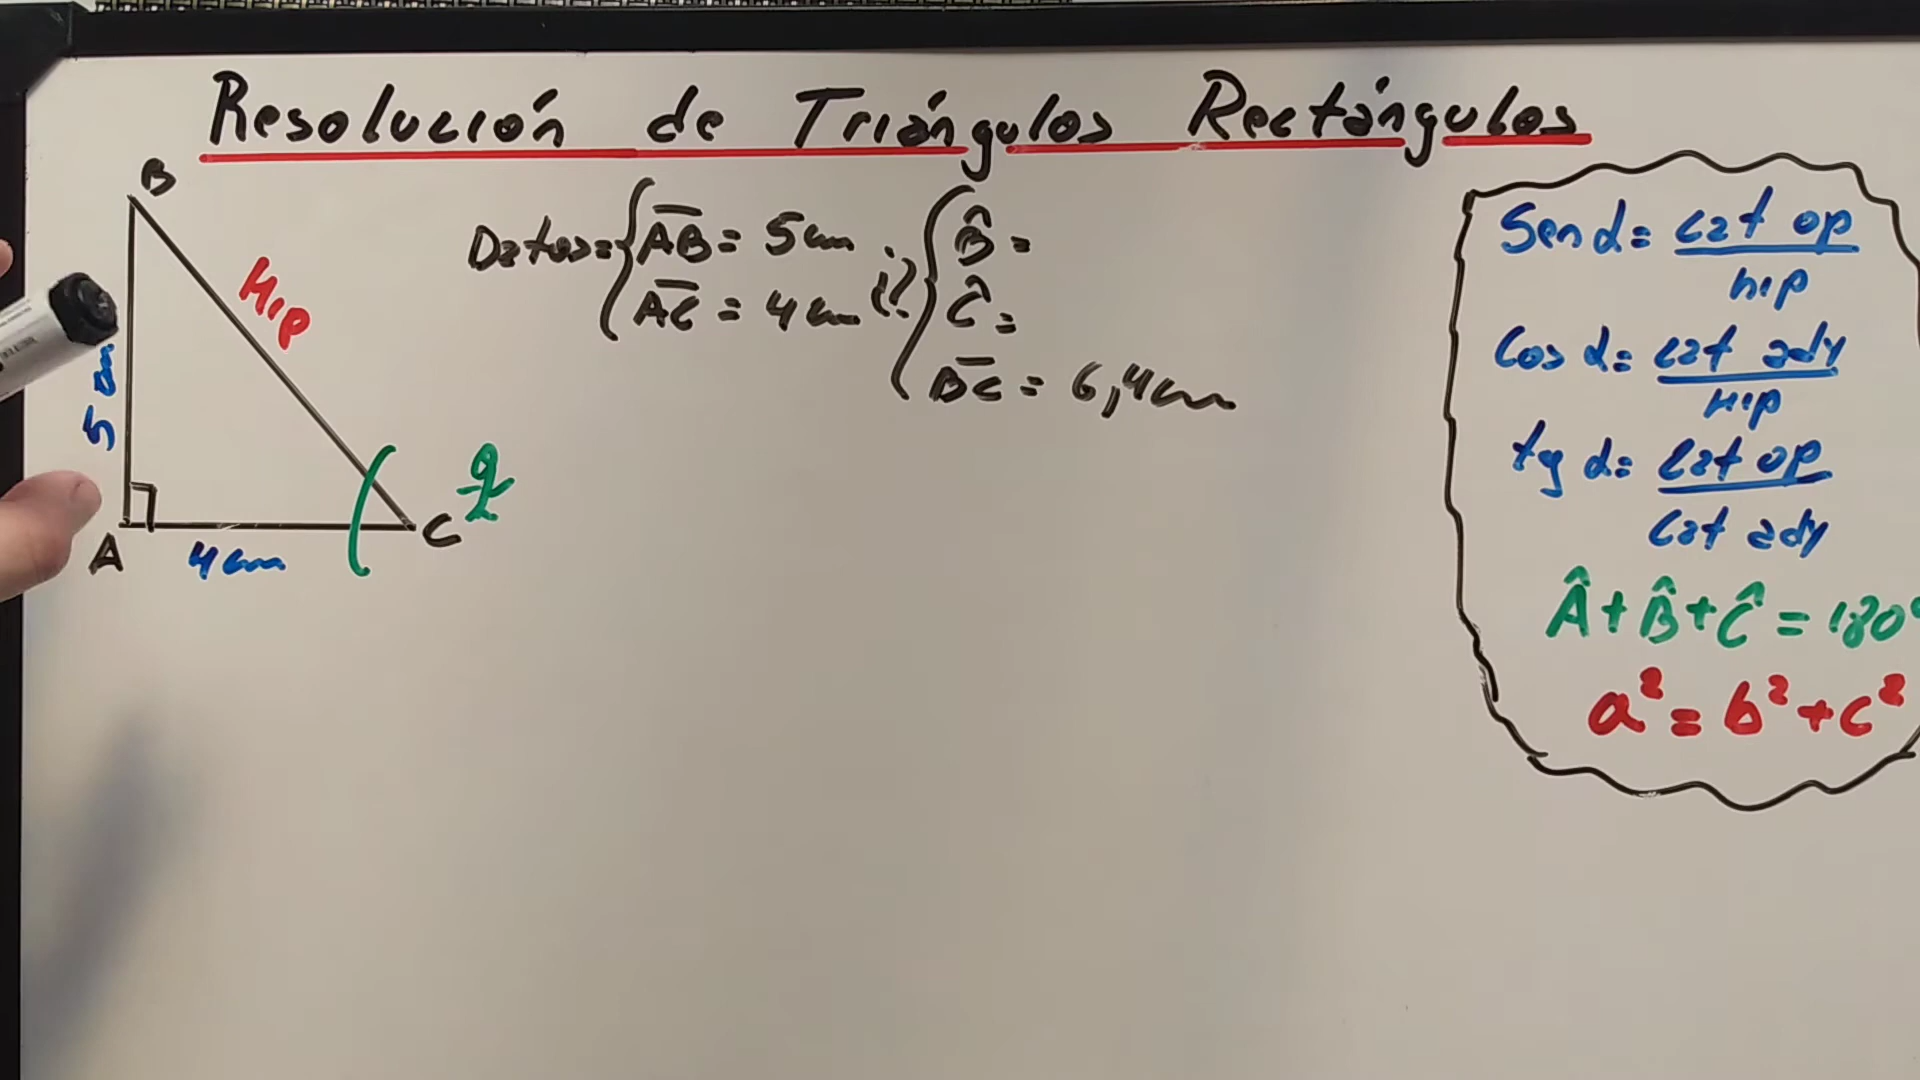 Resolución de Triángulos Rectángulos
B
Hip
5 cm
A
4 cm
C
Datos = { AB = 5 cm
AC = 4 cm
¿? { B̂ =
Ĉ =
BC = 6,4 cm
Sen α = cat op
hip
Cos α = cat ady
hip
tg α = cat op
cat ady
Â + B̂ + Ĉ = 180°
a² = b² + c²